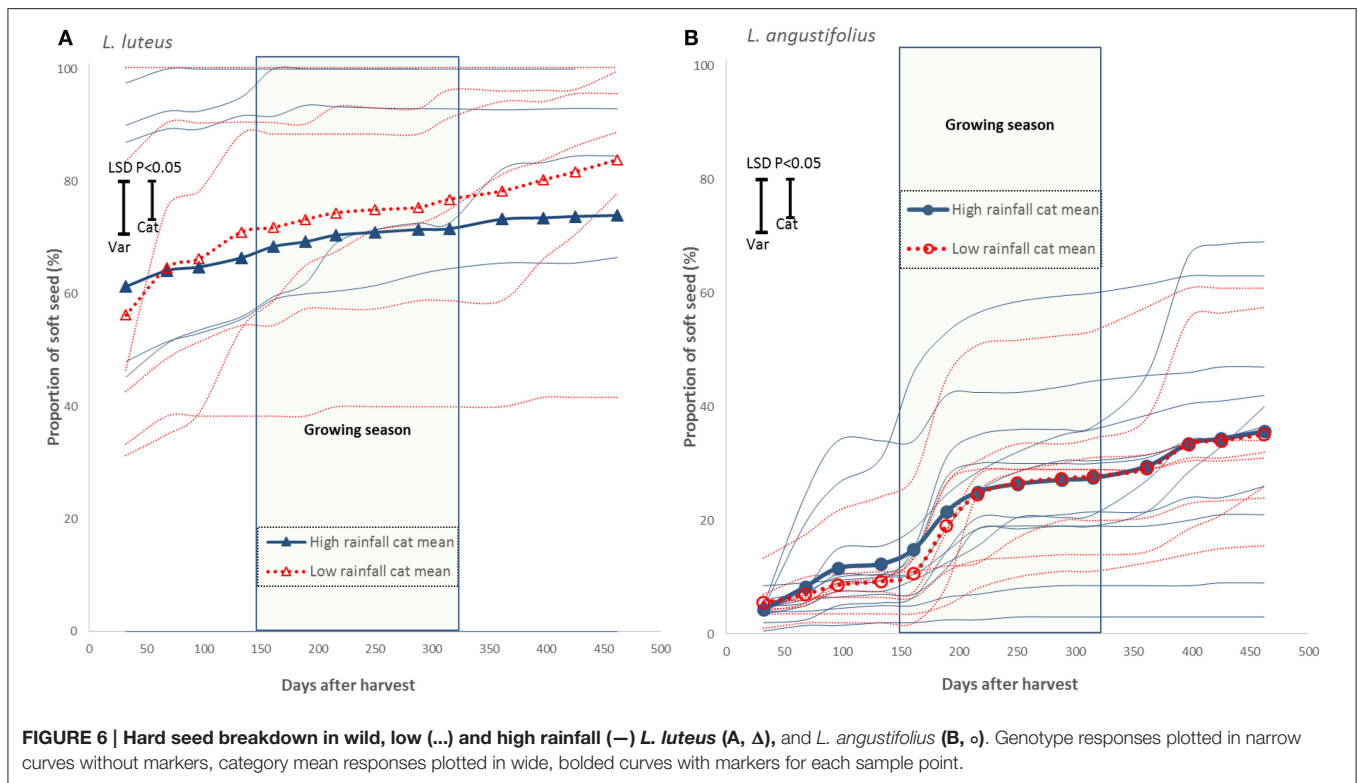 A
L. luteus
Proportion of soft seed (%)
100
80
60
40
20
0
LSD P<0.05
Cat
Var
Growing season
High rainfall cat mean
Low rainfall cat mean
0 50 100 150 200 250 300 350 400 450 500
Days after harvest
B
L. angustifolius
Proportion of soft seed (%)
100
80
60
40
20
0
LSD P<0.05
Cat
Var
Growing season
High rainfall cat mean
Low rainfall cat mean
0 50 100 150 200 250 300 350 400 450 500
Days after harvest
FIGURE 6 | Hard seed breakdown in wild, low (...) and high rainfall (—) L. luteus (A, Δ), and L. angustifolius (B, ○). Genotype responses plotted in narrow
curves without markers, category mean responses plotted in wide, bolded curves with markers for each sample point.